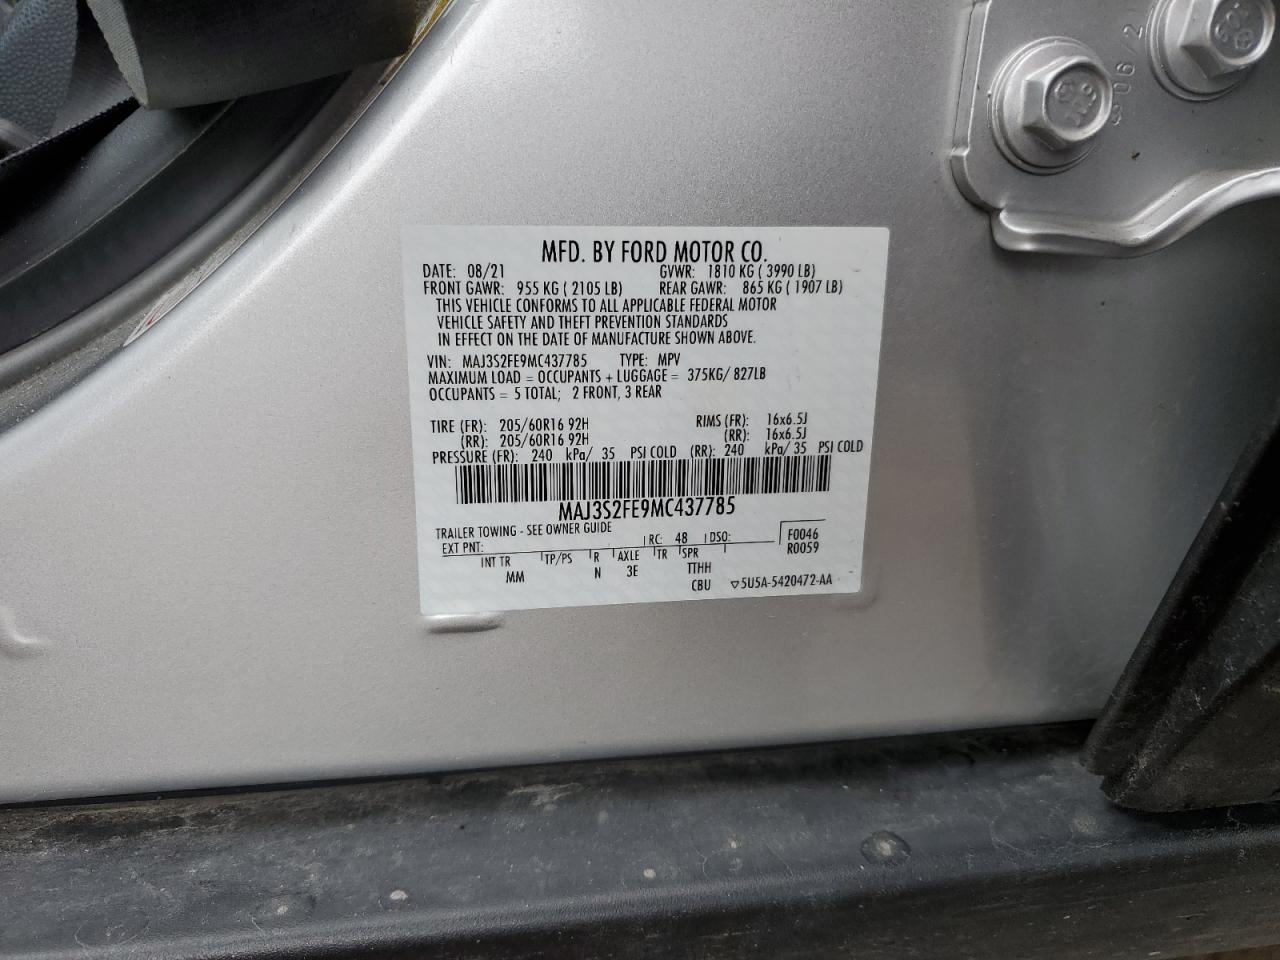 MFD. BY FORD MOTOR CO.
DATE: 08/21 GVWR: 1810 KG ( 3990 LB)
FRONT GAWR: 955 KG ( 2105 LB) REAR GAWR: 865 KG ( 1907 LB)
THIS VEHICLE CONFORMS TO ALL APPLICABLE FEDERAL MOTOR
VEHICLE SAFETY AND THEFT PREVENTION STANDARDS
IN EFFECT ON THE DATE OF MANUFACTURE SHOWN ABOVE.
VIN: MAJ3S2FE9MC437785 TYPE: MPV
MAXIMUM LOAD = OCCUPANTS + LUGGAGE = 375KG/ 827LB
OCCUPANTS = 5 TOTAL; 2 FRONT, 3 REAR
TIRE (FR): 205/60R16 92H RIMS (FR): 16x6.5J
(RR): 205/60R16 92H (RR): 16x6.5J
PRESSURE (FR): 240 kPa/ 35 PSI COLD (RR): 240 kPa/ 35 PSI COLD
MAJ3S2FE9MC437785
TRAILER TOWING - SEE OWNER GUIDE
EXT PNT: RC: 48 DSO: F0046
R0059
INT TR TP/PS R AXLE TR SPR
MM N 3E TTHH
CBU 5U5A-5420472-AA